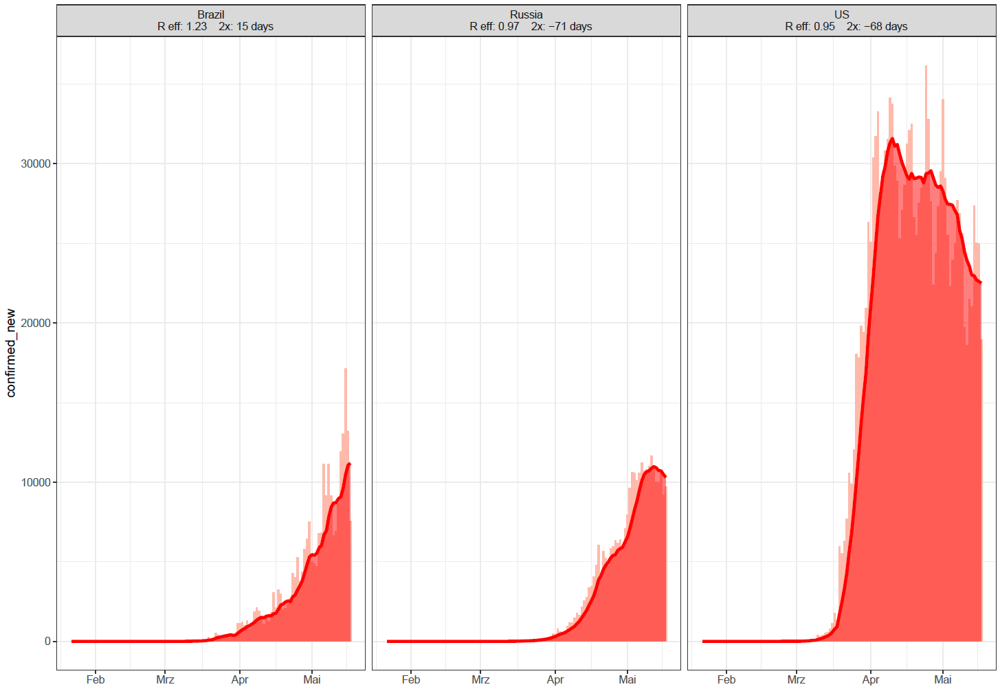 Brazil
R eff: 1.23 2x: 15 days
Russia
R eff: 0.97 2x: −71 days
US
R eff: 0.95 2x: −68 days
confirmed_new
30000
20000
10000
0
Feb Mrz Apr Mai
Feb Mrz Apr Mai
Feb Mrz Apr Mai